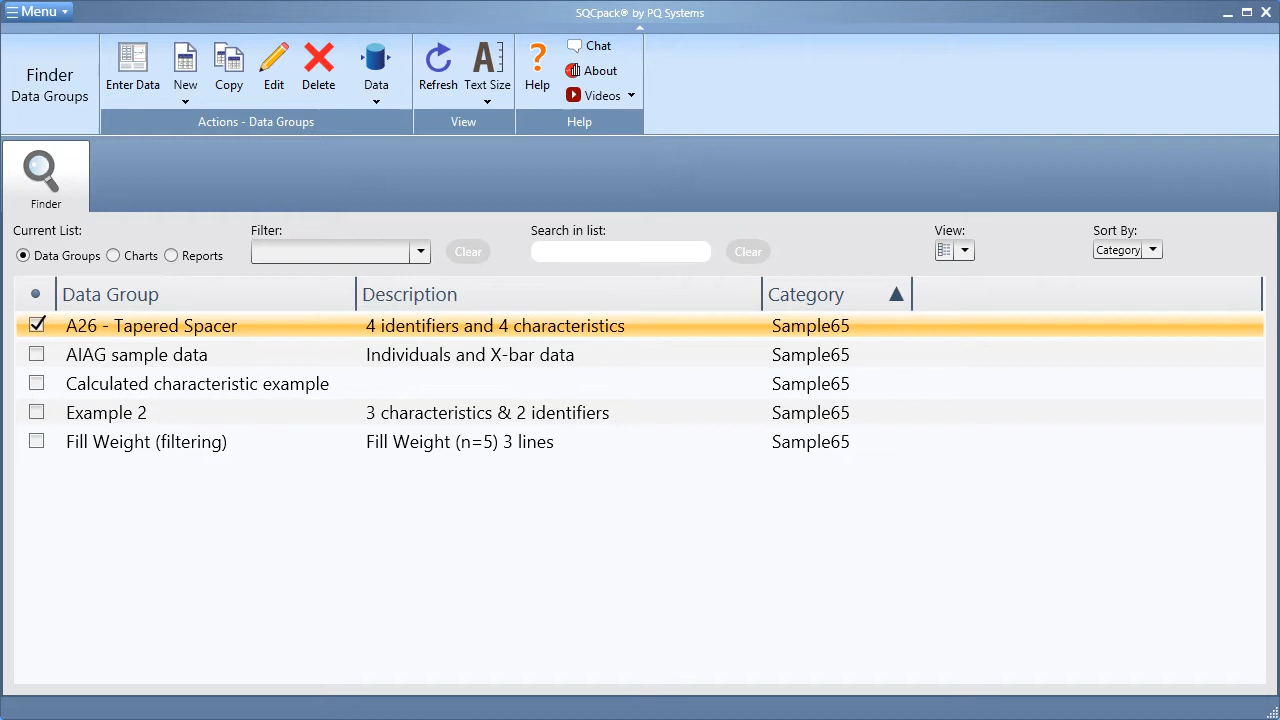 Menu
SQCpack® by PQ Systems
Finder
Data Groups
Enter Data
New
Copy
Edit
Delete
Data
Actions - Data Groups
Refresh
Text Size
View
Help
Chat
About
Videos
Help
Finder
Current List:
Data Groups Charts Reports
Filter:
Clear
Search in list:
Clear
View:
Sort By:
Category
Data Group Description Category
A26 - Tapered Spacer 4 identifiers and 4 characteristics Sample65
AIAG sample data Individuals and X-bar data Sample65
Calculated characteristic example Sample65
Example 2 3 characteristics & 2 identifiers Sample65
Fill Weight (filtering) Fill Weight (n=5) 3 lines Sample65